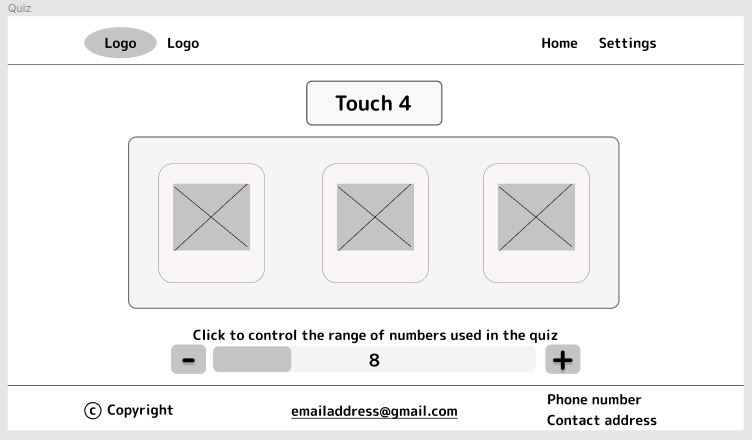 Quiz
Logo Logo Home Settings
Touch 4
Click to control the range of numbers used in the quiz
- 8 +
© Copyright emailaddress@gmail.com Phone number
Contact address